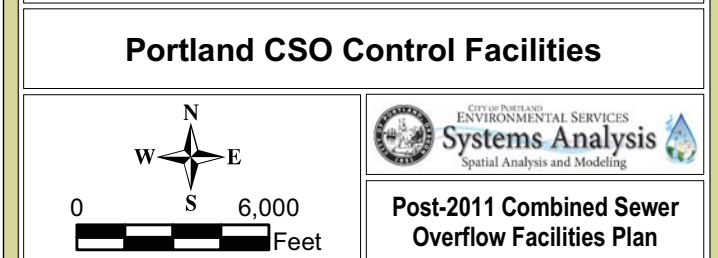 Portland CSO Control Facilities
N
W E
S
0 6,000
Feet
CITY OF PORTLAND
ENVIRONMENTAL SERVICES
Systems Analysis
Spatial Analysis and Modeling
Post-2011 Combined Sewer
Overflow Facilities Plan